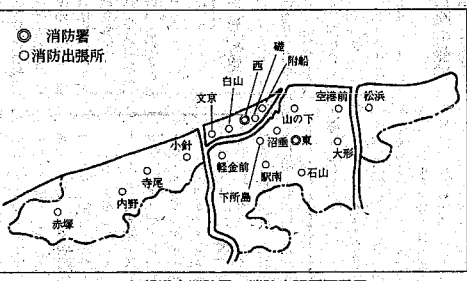 ◎ 消防署
○消防出張所
礎
西
附船
白山
文京
山の下
空港前
松浜
沼垂
東
大形
小針
軽金前
駅南
石山
下所島
寺尾
内野
赤塚